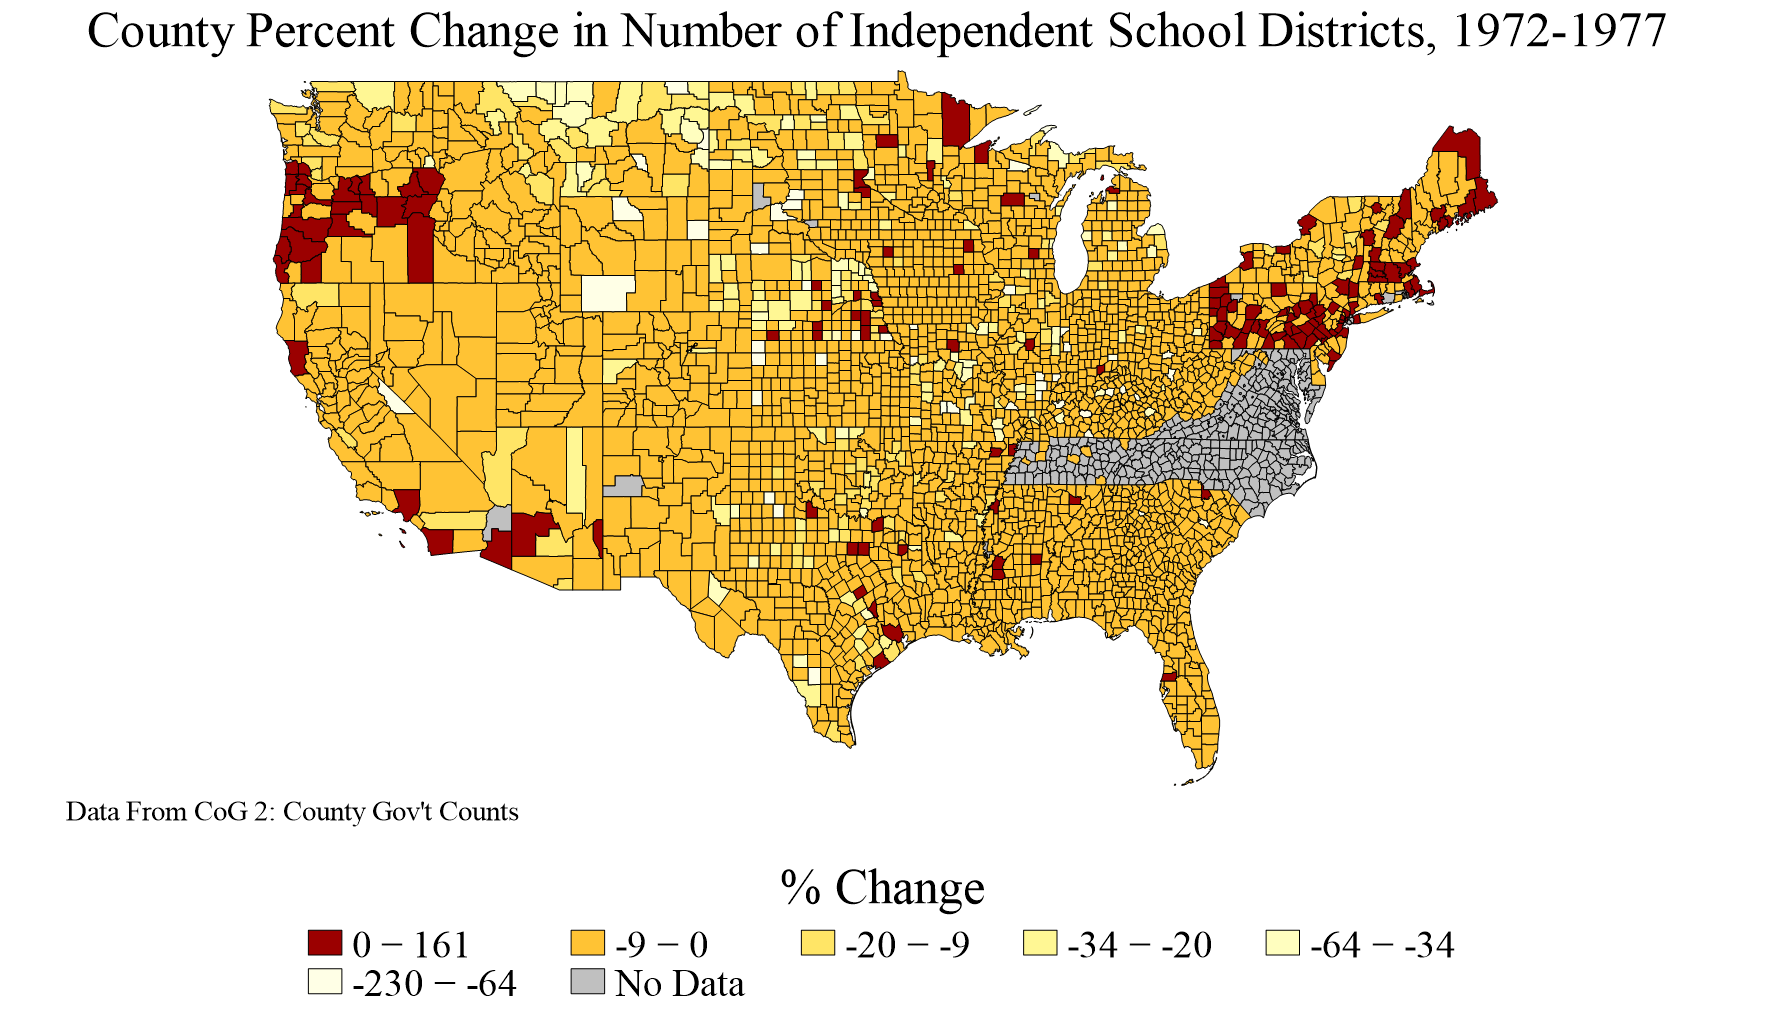 County Percent Change in Number of Independent School Districts, 1972-1977
Data From CoG 2: County Gov't Counts
% Change
0 − 161
-9 − 0
-20 − -9
-34 − -20
-64 − -34
-230 − -64
No Data